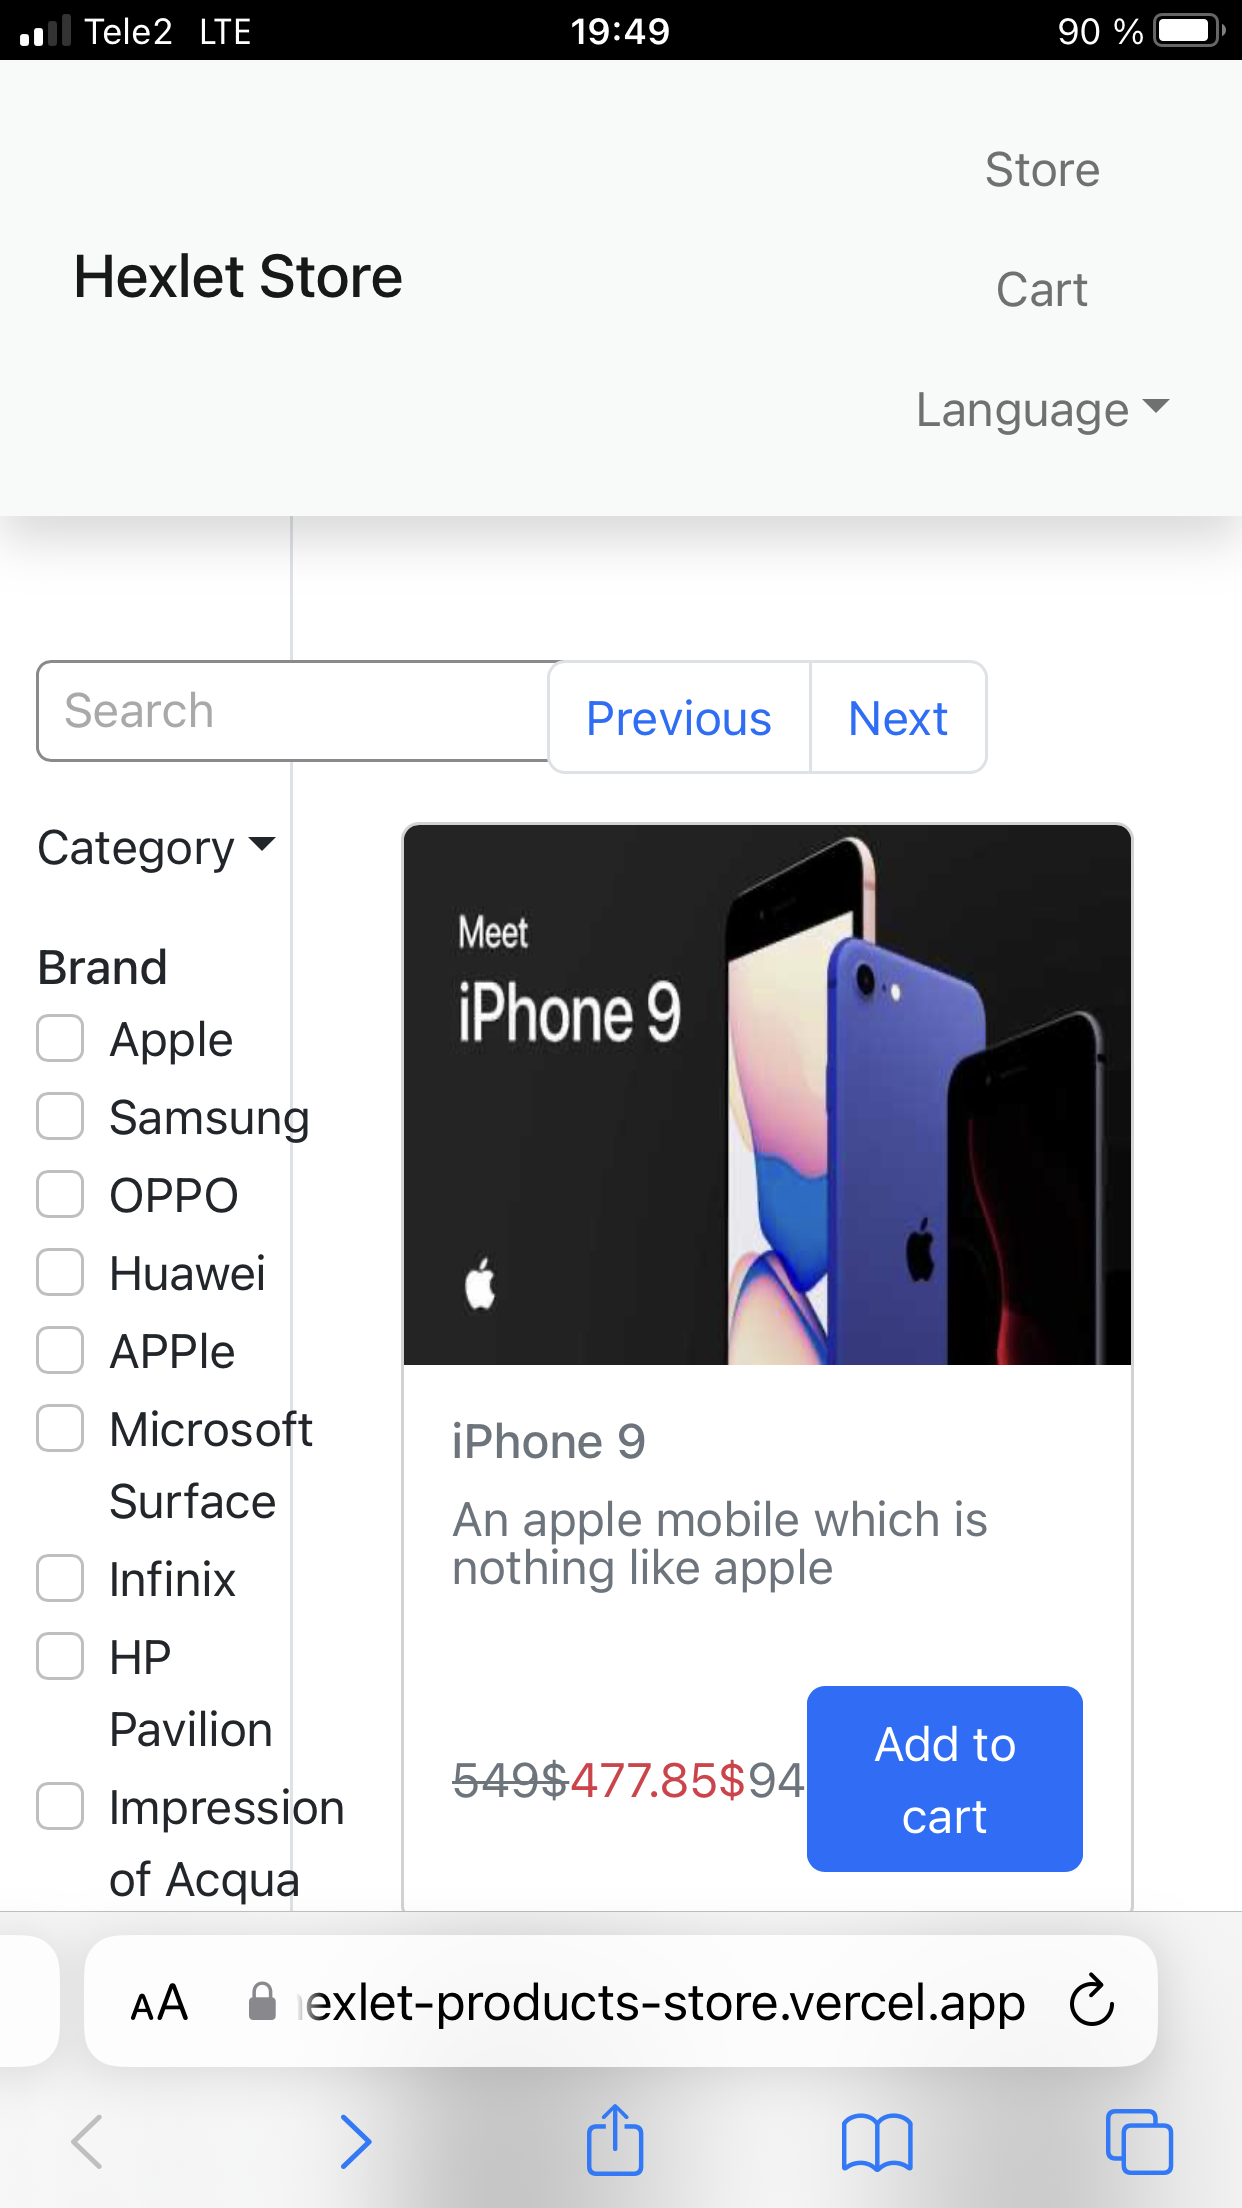 Tele2 LTE 19:49 90 %
Store
Hexlet Store
Cart
Language
Search
Previous Next
Category
Brand
Apple
Samsung
OPPO
Huawei
APPle
Microsoft
Surface
Infinix
HP
Pavilion
Impression
of Acqua
Meet
iPhone 9
iPhone 9
An apple mobile which is
nothing like apple
549$477.85$94
Add to
cart
AA exlet-products-store.vercel.app